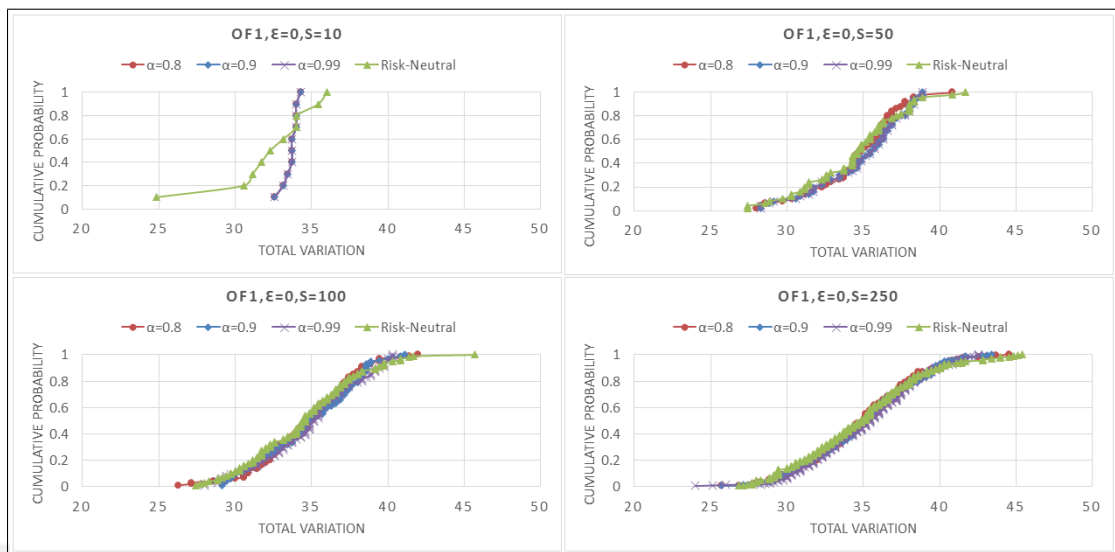 OF1,Ɛ=0,S=10
α=0.8 α=0.9 α=0.99 Risk-Neutral
CUMULATIVE PROBABILITY
1
0.8
0.6
0.4
0.2
0
20 25 30 35 40 45 50
TOTAL VARIATION
OF1,Ɛ=0,S=50
α=0.8 α=0.9 α=0.99 Risk-Neutral
CUMULATIVE PROBABILITY
1
0.8
0.6
0.4
0.2
0
20 25 30 35 40 45 50
TOTAL VARIATION
OF1,Ɛ=0,S=100
α=0.8 α=0.9 α=0.99 Risk-Neutral
CUMULATIVE PROBABILITY
1
0.8
0.6
0.4
0.2
0
20 25 30 35 40 45 50
TOTAL VARIATION
OF1,Ɛ=0,S=250
α=0.8 α=0.9 α=0.99 Risk-Neutral
CUMULATIVE PROBABILITY
1
0.8
0.6
0.4
0.2
0
20 25 30 35 40 45 50
TOTAL VARIATION